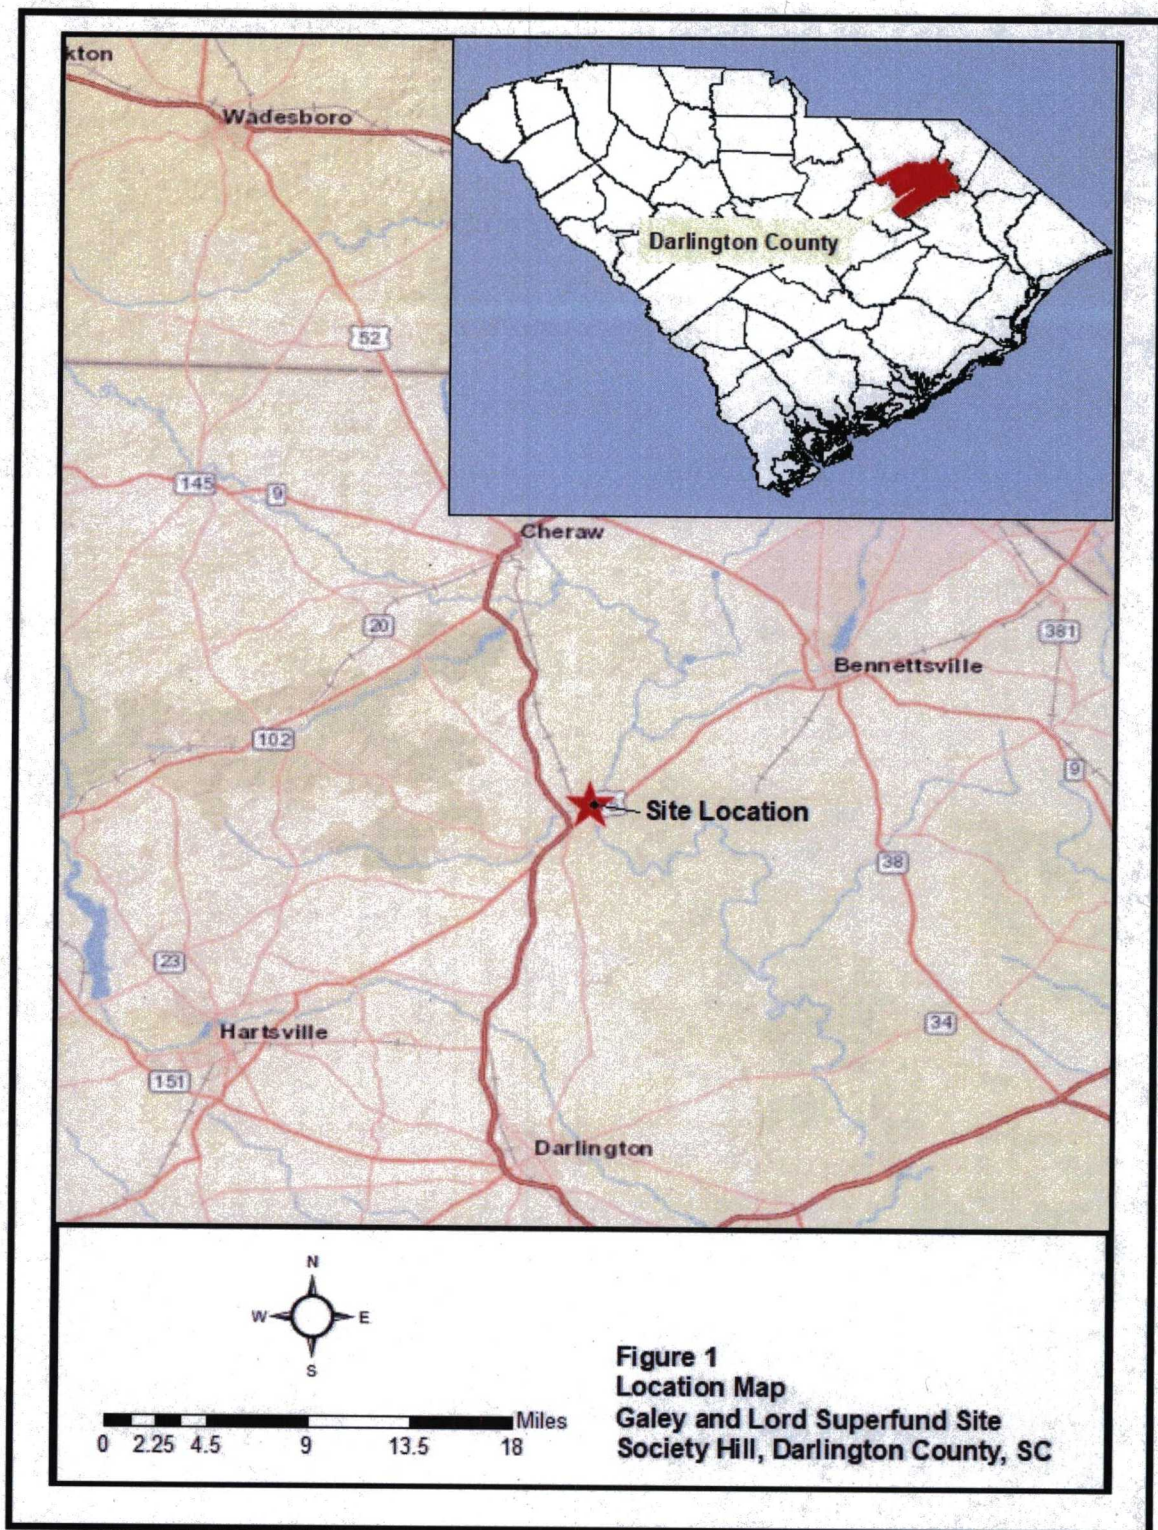 kton
Wadesboro
Darlington County
52
145
9
Cheraw
20
381
Bennettsville
102
9
Site Location
38
23
34
Hartsville
151
Darlington
N
W
E
S
Miles
0 2.25 4.5 9 13.5 18
Figure 1
Location Map
Galey and Lord Superfund Site
Society Hill, Darlington County, SC